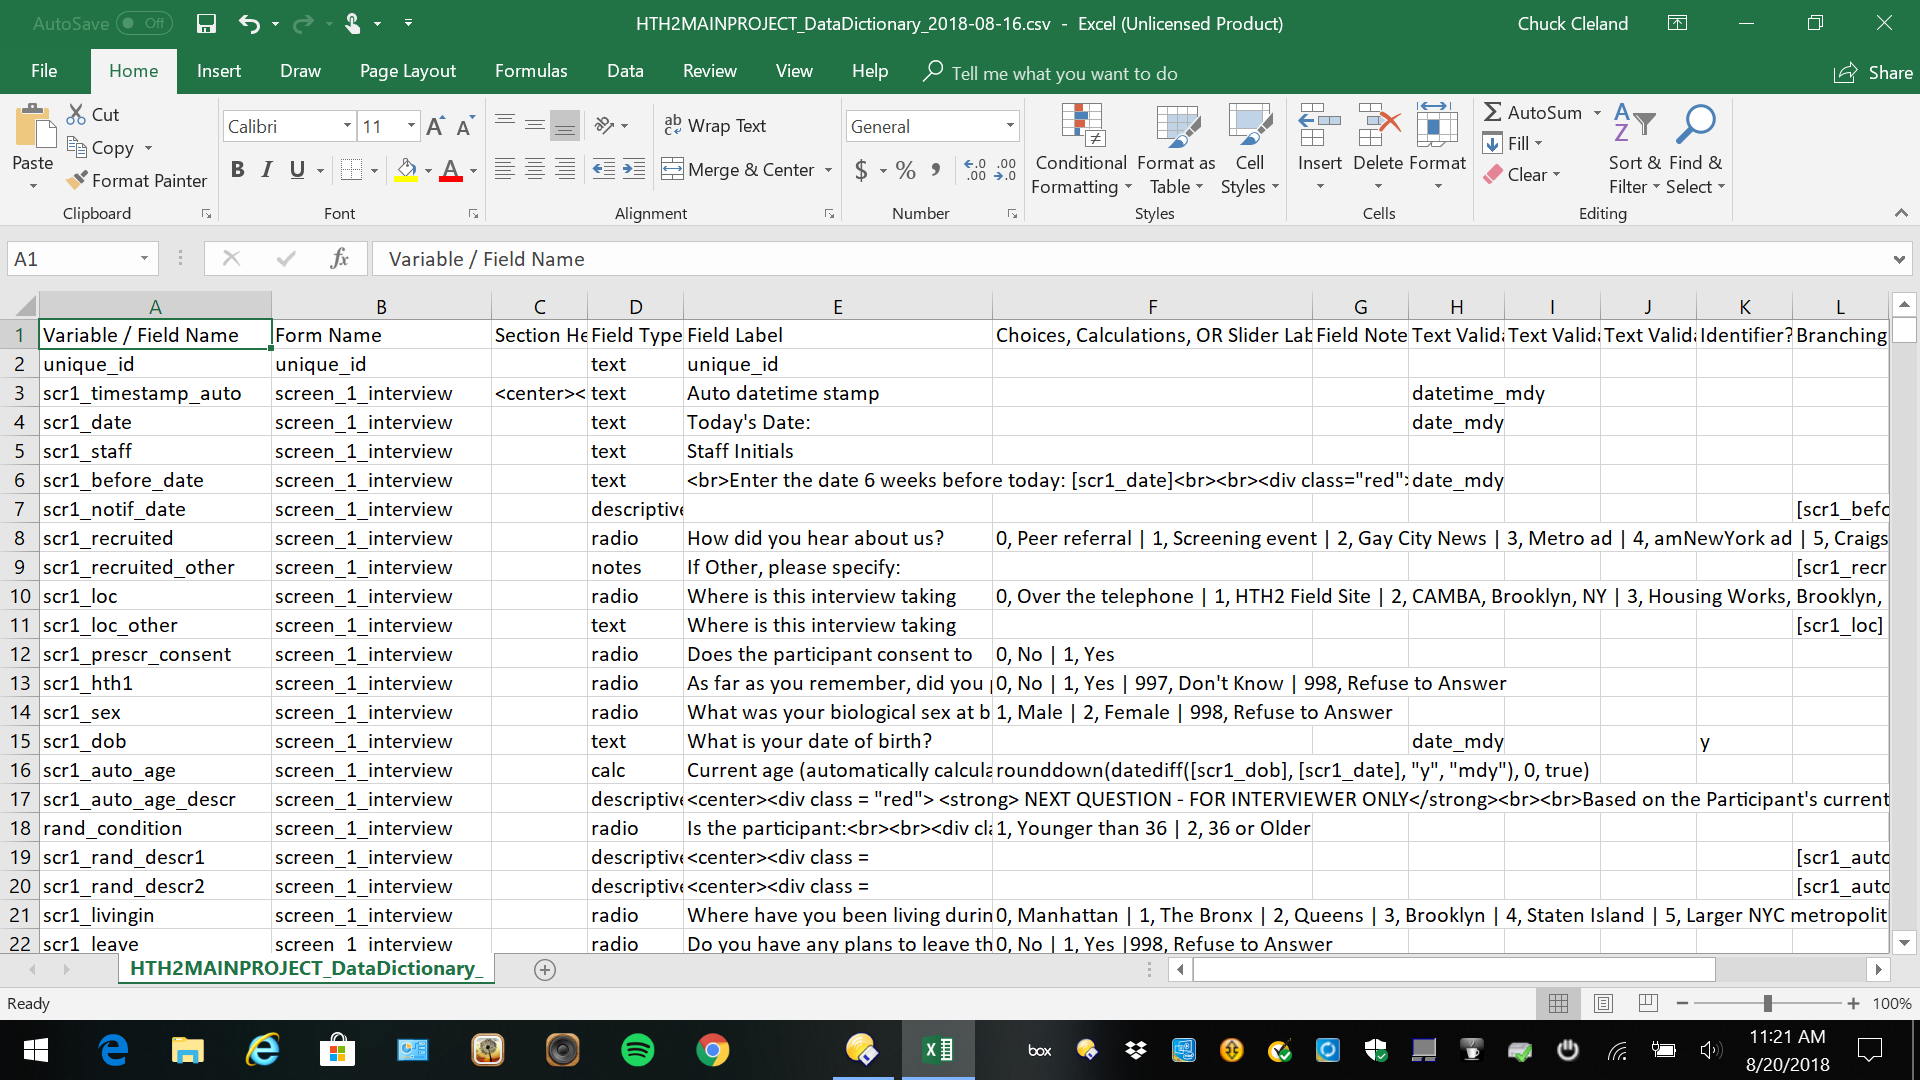 AutoSave Off HTH2MAINPROJECT_DataDictionary_2018-08-16.csv - Excel (Unlicensed Product) Chuck Cleland
File Home Insert Draw Page Layout Formulas Data Review View Help Tell me what you want to do Share
Paste Cut Copy Format Painter Clipboard
Calibri 11 B I U Font
Wrap Text Merge & Center Alignment
General $ % Number
Conditional Formatting Format as Table Cell Styles Styles
Insert Delete Format Cells
AutoSum Fill Clear Sort & Filter Find & Select Editing
A1 fx Variable / Field Name
A B C D E F G H I J K L
1 Variable / Field Name Form Name Section He Field Type Field Label Choices, Calculations, OR Slider Lab Field Note Text Valida Text Valida Text Valida Identifier? Branching
2 unique_id unique_id text unique_id
3 scr1_timestamp_auto screen_1_interview <center>< text Auto datetime stamp datetime_mdy
4 scr1_date screen_1_interview text Today's Date: date_mdy
5 scr1_staff screen_1_interview text Staff Initials
6 scr1_before_date screen_1_interview text <br>Enter the date 6 weeks before today: [scr1_date]<br><br><div class="red"> date_mdy
7 scr1_notif_date screen_1_interview descriptive [scr1_befo
8 scr1_recruited screen_1_interview radio How did you hear about us? 0, Peer referral | 1, Screening event | 2, Gay City News | 3, Metro ad | 4, amNewYork ad | 5, Craigs
9 scr1_recruited_other screen_1_interview notes If Other, please specify: [scr1_recr
10 scr1_loc screen_1_interview radio Where is this interview taking 0, Over the telephone | 1, HTH2 Field Site | 2, CAMBA, Brooklyn, NY | 3, Housing Works, Brooklyn,
11 scr1_loc_other screen_1_interview text Where is this interview taking [scr1_loc]
12 scr1_prescr_consent screen_1_interview radio Does the participant consent to 0, No | 1, Yes
13 scr1_hth1 screen_1_interview radio As far as you remember, did you 0, No | 1, Yes | 997, Don't Know | 998, Refuse to Answer
14 scr1_sex screen_1_interview radio What was your biological sex at b 1, Male | 2, Female | 998, Refuse to Answer
15 scr1_dob screen_1_interview text What is your date of birth? date_mdy y
16 scr1_auto_age screen_1_interview calc Current age (automatically calcula rounddown(datediff([scr1_dob], [scr1_date], "y", "mdy"), 0, true)
17 scr1_auto_age_descr screen_1_interview descriptive <center><div class = "red"> <strong> NEXT QUESTION - FOR INTERVIEWER ONLY</strong><br><br>Based on the Participant's current
18 rand_condition screen_1_interview radio Is the participant:<br><br><div cla 1, Younger than 36 | 2, 36 or Older
19 scr1_rand_descr1 screen_1_interview descriptive <center><div class = [scr1_auto
20 scr1_rand_descr2 screen_1_interview descriptive <center><div class = [scr1_auto
21 scr1_livingin screen_1_interview radio Where have you been living durin 0, Manhattan | 1, The Bronx | 2, Queens | 3, Brooklyn | 4, Staten Island | 5, Larger NYC metropolit
22 scr1_leave screen_1_interview radio Do you have any plans to leave th 0, No | 1, Yes |998, Refuse to Answer
HTH2MAINPROJECT_DataDictionary_
Ready 100%
box 11:21 AM
8/20/2018